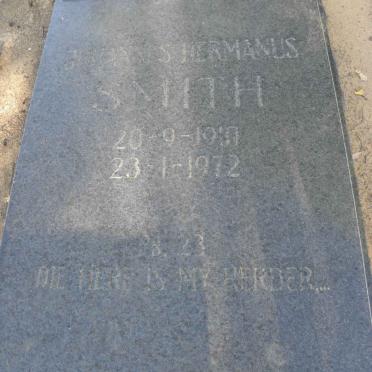 HERMANUS
SMITH
23-1-1972
23
DIE HERE IS MY HERDER....